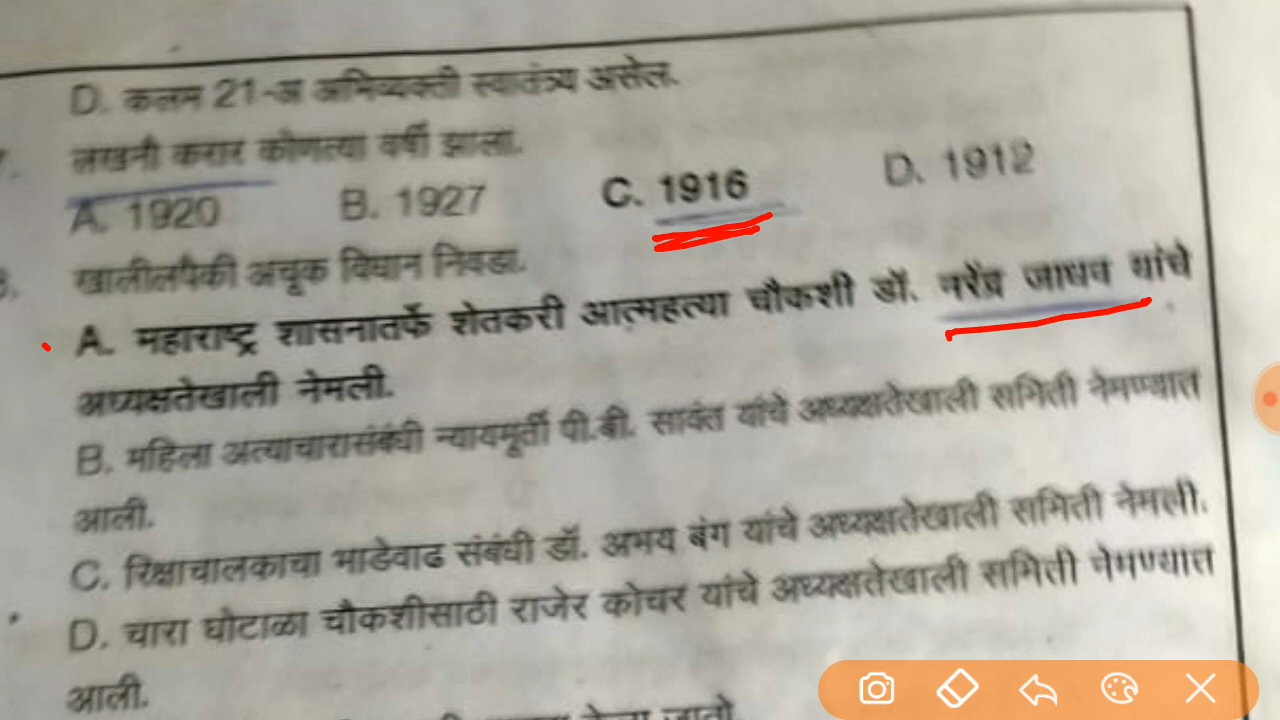 D. कलम 21-अ अभिव्यक्ती स्वातंत्र्य असेल.
लखनी करार कोणत्या वर्षी झाला.
A. 1920 B. 1927 C. 1916 D. 1912
खालीलपैकी अचूक विधान निवडा.
A. महाराष्ट्र शासनातर्फे शेतकरी आत्महत्या चौकशी डॉ. नरेंद्र जाधव यांचे
अध्यक्षतेखाली नेमली.
B. महिला अत्याचारासंबंधी न्यायमूर्ती पी.बी. सावंत यांचे अध्यक्षतेखाली समिती नेमण्यात
आली.
C. रिक्षाचालकाचा भाडेवाढ संबंधी डॉ. अभय बंग यांचे अध्यक्षतेखाली समिती नेमली.
D. चारा घोटाळा चौकशीसाठी राजेर कोचर यांचे अध्यक्षतेखाली समिती नेमण्यात
आली.